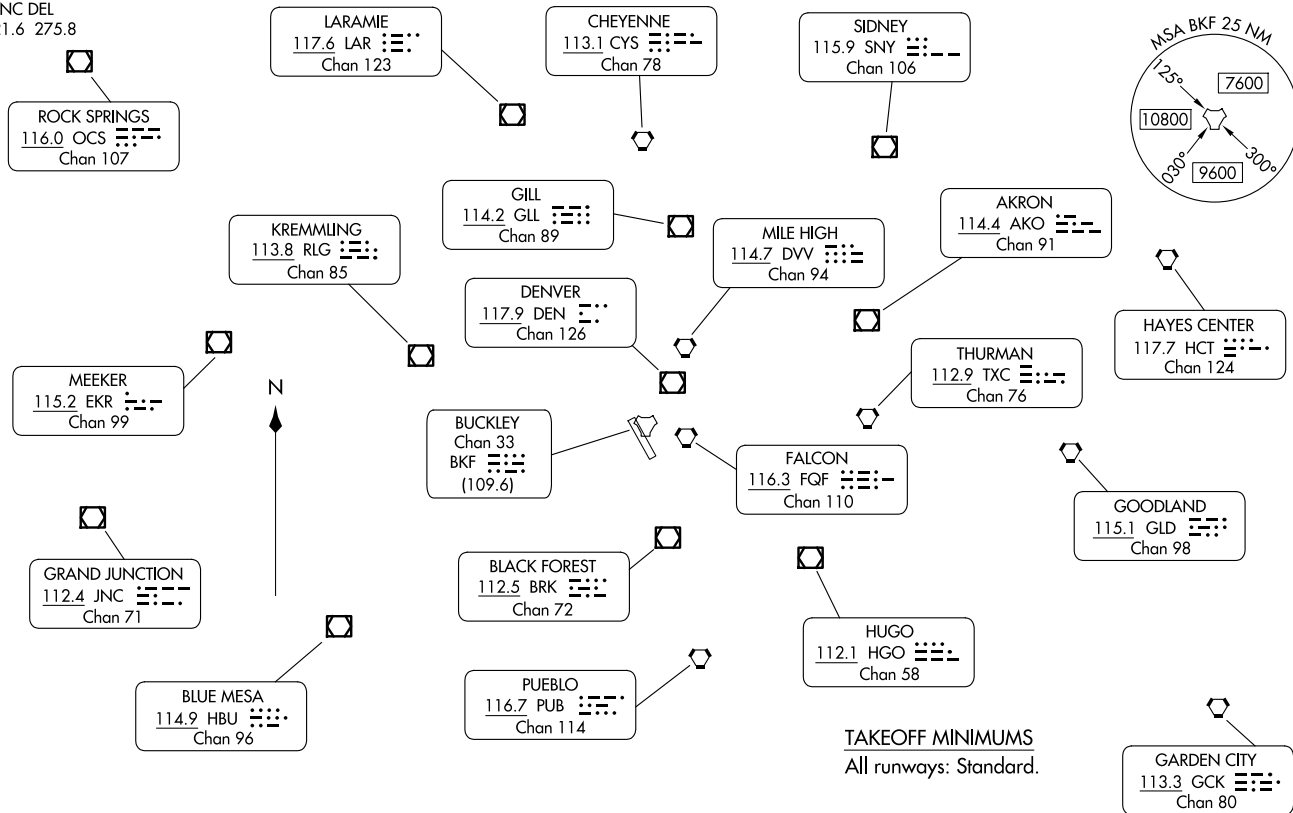 NC DEL
1.6 275.8
ROCK SPRINGS
116.0 OCS
Chan 107
LARAMIE
117.6 LAR
Chan 123
CHEYENNE
113.1 CYS
Chan 78
SIDNEY
115.9 SNY
Chan 106
MSA BKF 25 NM
125°
7600
10800
030°
9600
300°
GILL
114.2 GLL
Chan 89
KREMMLING
113.8 RLG
Chan 85
MILE HIGH
114.7 DVV
Chan 94
AKRON
114.4 AKO
Chan 91
DENVER
117.9 DEN
Chan 126
HAYES CENTER
117.7 HCT
Chan 124
MEEKER
115.2 EKR
Chan 99
N
THURMAN
112.9 TXC
Chan 76
BUCKLEY
Chan 33
BKF
(109.6)
FALCON
116.3 FQF
Chan 110
GOODLAND
115.1 GLD
Chan 98
GRAND JUNCTION
112.4 JNC
Chan 71
BLACK FOREST
112.5 BRK
Chan 72
HUGO
112.1 HGO
Chan 58
BLUE MESA
114.9 HBU
Chan 96
PUEBLO
116.7 PUB
Chan 114
TAKEOFF MINIMUMS
All runways: Standard.
GARDEN CITY
113.3 GCK
Chan 80